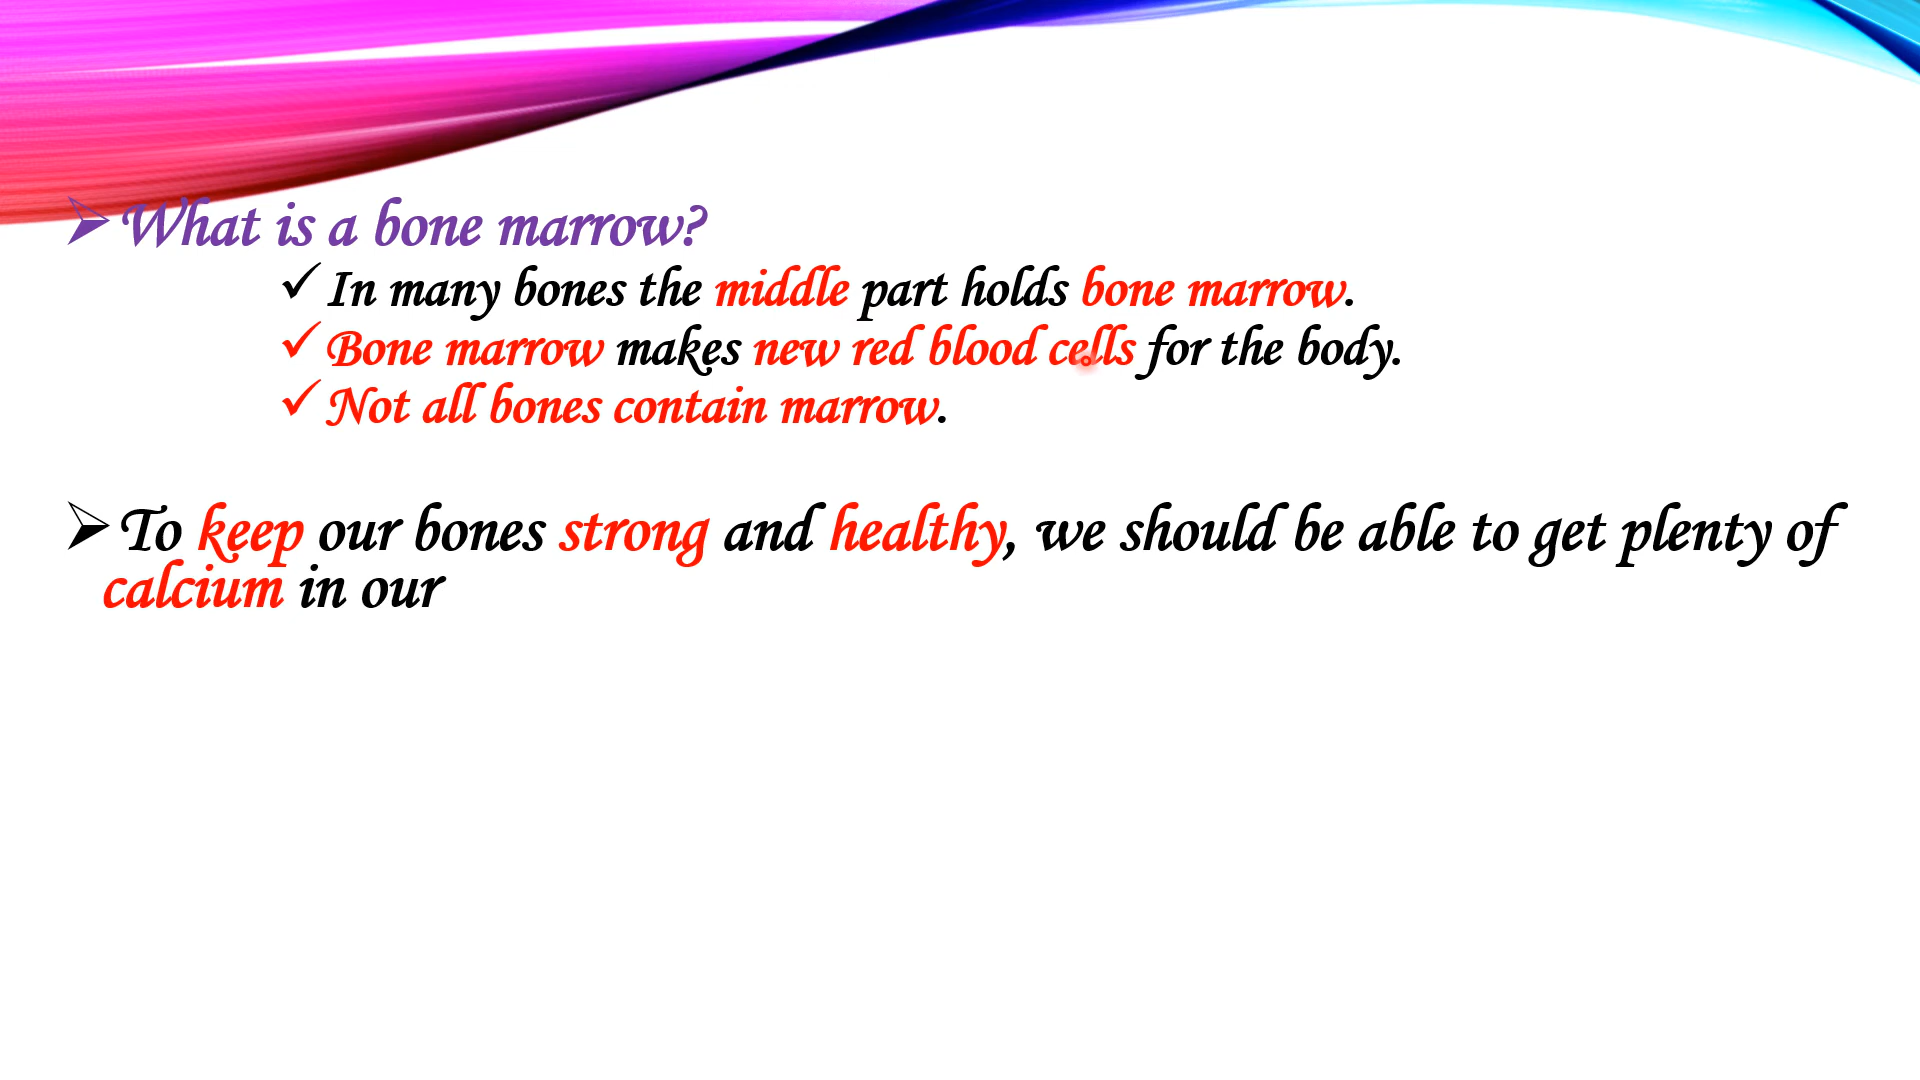 What is a bone marrow?
In many bones the middle part holds bone marrow.
Bone marrow makes new red blood cells for the body.
Not all bones contain marrow.
To keep our bones strong and healthy, we should be able to get plenty of
calcium in our